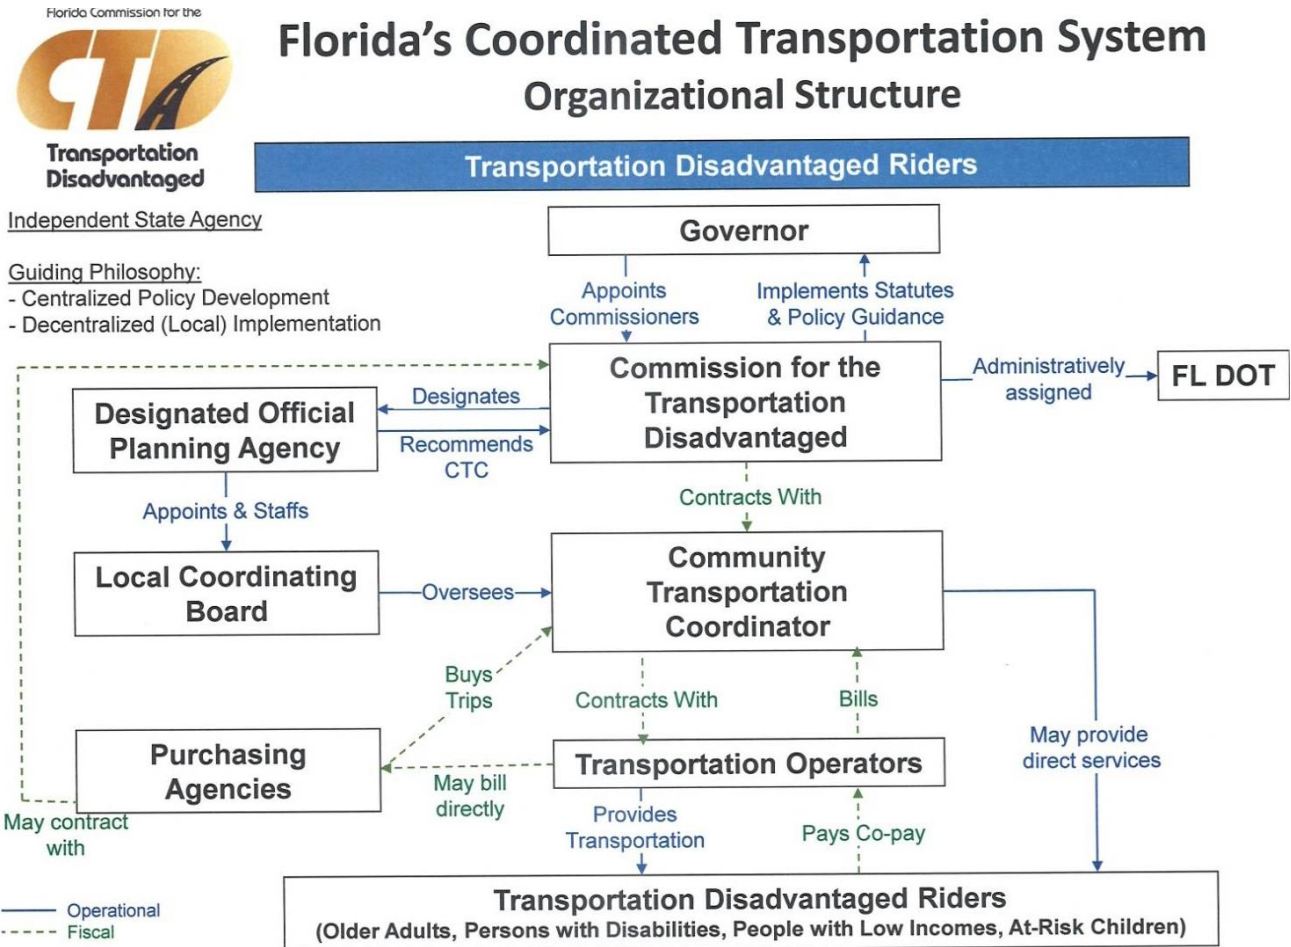 Florida Commission for the
CTD
Transportation
Disadvantaged
Florida's Coordinated Transportation System
Organizational Structure
Transportation Disadvantaged Riders
Independent State Agency
Guiding Philosophy:
- Centralized Policy Development
- Decentralized (Local) Implementation
Governor
Appoints
Commissioners
Implements Statutes
& Policy Guidance
Commission for the
Transportation
Disadvantaged
Administratively
assigned
FL DOT
Designated Official
Planning Agency
Designates
Recommends
CTC
Appoints & Staffs
Contracts With
Local Coordinating
Board
Oversees
Community
Transportation
Coordinator
Buys
Trips
Contracts With
Bills
May provide
direct services
Purchasing
Agencies
May bill
directly
Transportation Operators
May contract
with
Provides
Transportation
Pays Co-pay
Transportation Disadvantaged Riders
(Older Adults, Persons with Disabilities, People with Low Incomes, At-Risk Children)
Operational
Fiscal